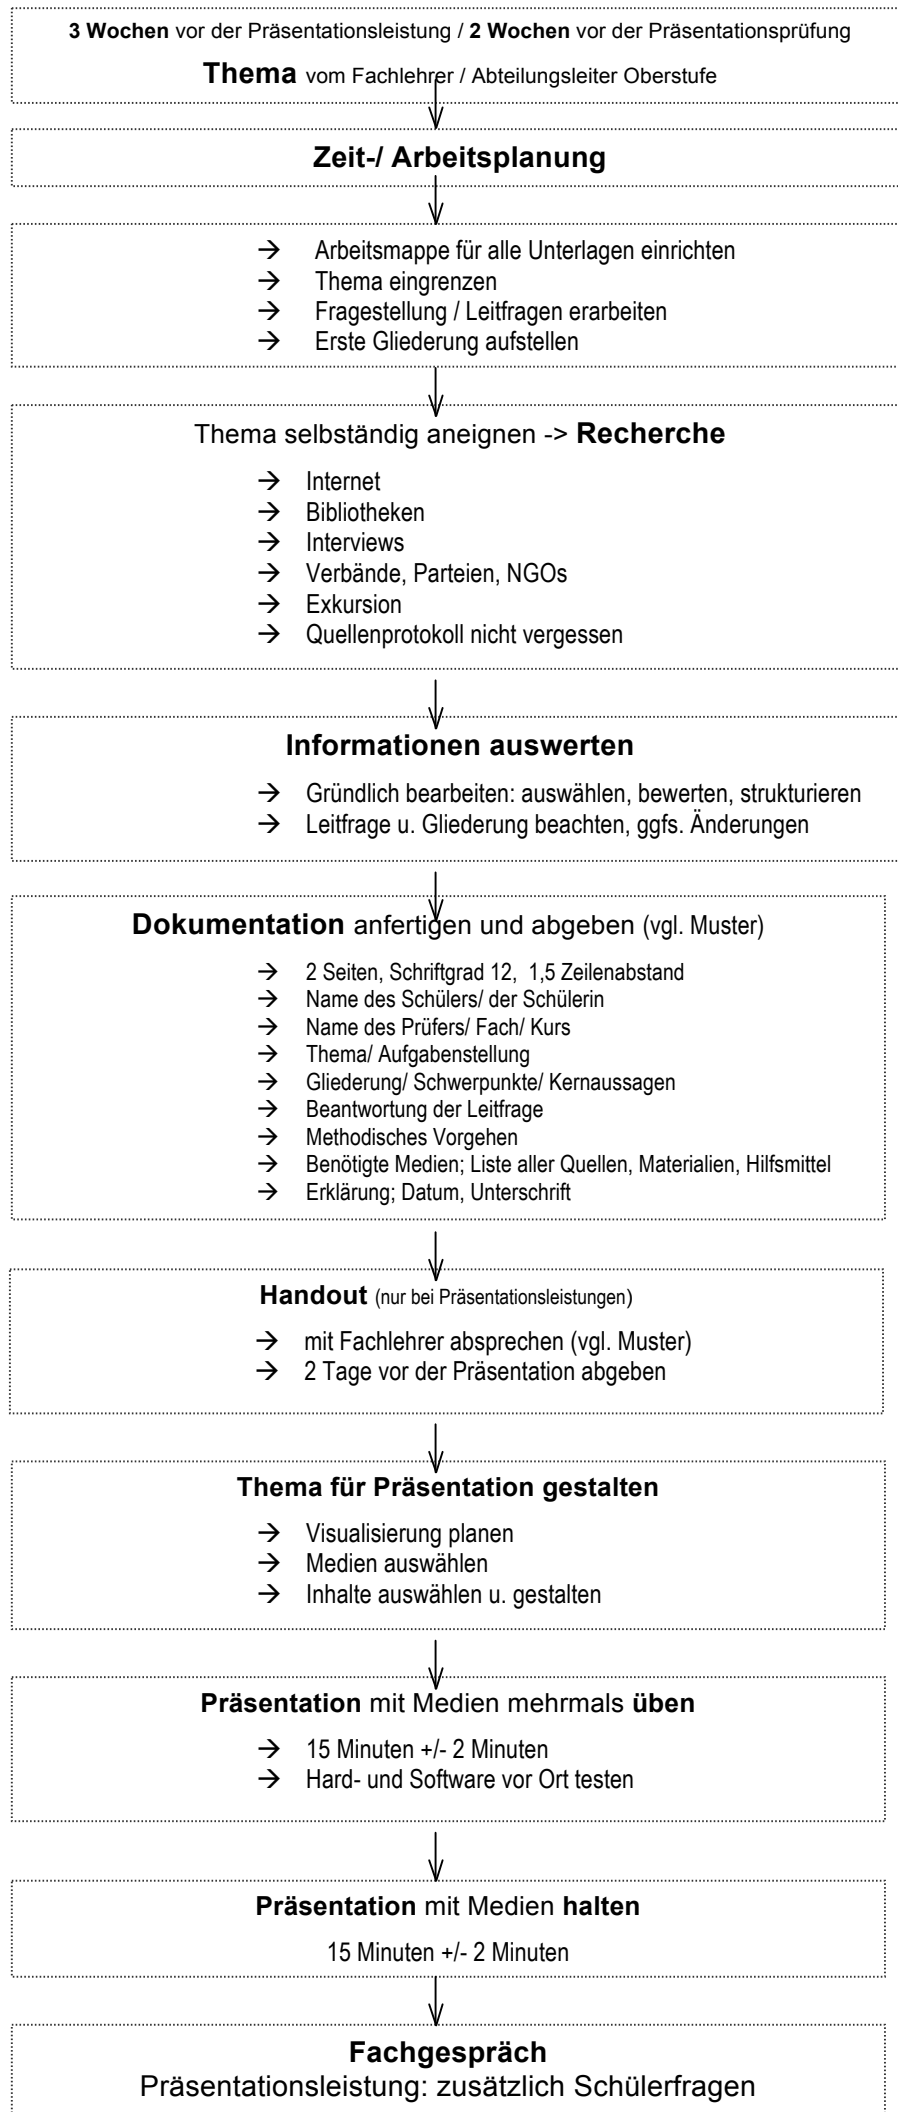 3 Wochen vor der Präsentationsleistung / 2 Wochen vor der Präsentationsprüfung
Thema vom Fachlehrer / Abteilungsleiter Oberstufe
Zeit-/ Arbeitsplanung
→ Arbeitsmappe für alle Unterlagen einrichten
→ Thema eingrenzen
→ Fragestellung / Leitfragen erarbeiten
→ Erste Gliederung aufstellen
Thema selbständig aneignen -> Recherche
→ Internet
→ Bibliotheken
→ Interviews
→ Verbände, Parteien, NGOs
→ Exkursion
→ Quellenprotokoll nicht vergessen
Informationen auswerten
→ Gründlich bearbeiten: auswählen, bewerten, strukturieren
→ Leitfrage u. Gliederung beachten, ggfs. Änderungen
Dokumentation anfertigen und abgeben (vgl. Muster)
→ 2 Seiten, Schriftgrad 12, 1,5 Zeilenabstand
→ Name des Schülers/ der Schülerin
→ Name des Prüfers/ Fach/ Kurs
→ Thema/ Aufgabenstellung
→ Gliederung/ Schwerpunkte/ Kernaussagen
→ Beantwortung der Leitfrage
→ Methodisches Vorgehen
→ Benötigte Medien; Liste aller Quellen, Materialien, Hilfsmittel
→ Erklärung; Datum, Unterschrift
Handout (nur bei Präsentationsleistungen)
→ mit Fachlehrer absprechen (vgl. Muster)
→ 2 Tage vor der Präsentation abgeben
Thema für Präsentation gestalten
→ Visualisierung planen
→ Medien auswählen
→ Inhalte auswählen u. gestalten
Präsentation mit Medien mehrmals üben
→ 15 Minuten +/- 2 Minuten
→ Hard- und Software vor Ort testen
Präsentation mit Medien halten
15 Minuten +/- 2 Minuten
Fachgespräch
Präsentationsleistung: zusätzlich Schülerfragen